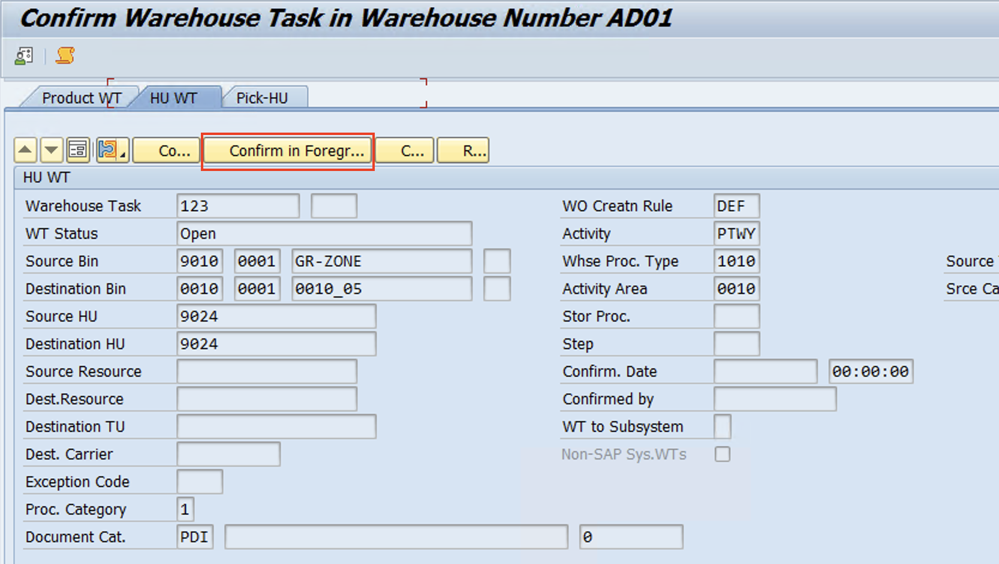 Confirm Warehouse Task in Warehouse Number AD01
Product WT HU WT Pick-HU
Co... Confirm in Foregr... C... R...
HU WT
Warehouse Task 123 WO Creatn Rule DEF
WT Status Open Activity PTWY
Source Bin 9010 0001 GR-ZONE Whse Proc. Type 1010 Source
Destination Bin 0010 0001 0010_05 Activity Area 0010 Srce Ca
Source HU 9024 Stor Proc.
Destination HU 9024 Step
Source Resource Confirm. Date 00:00:00
Dest.Resource Confirmed by
Destination TU WT to Subsystem
Dest. Carrier Non-SAP Sys.WTs
Exception Code
Proc. Category 1
Document Cat. PDI 0